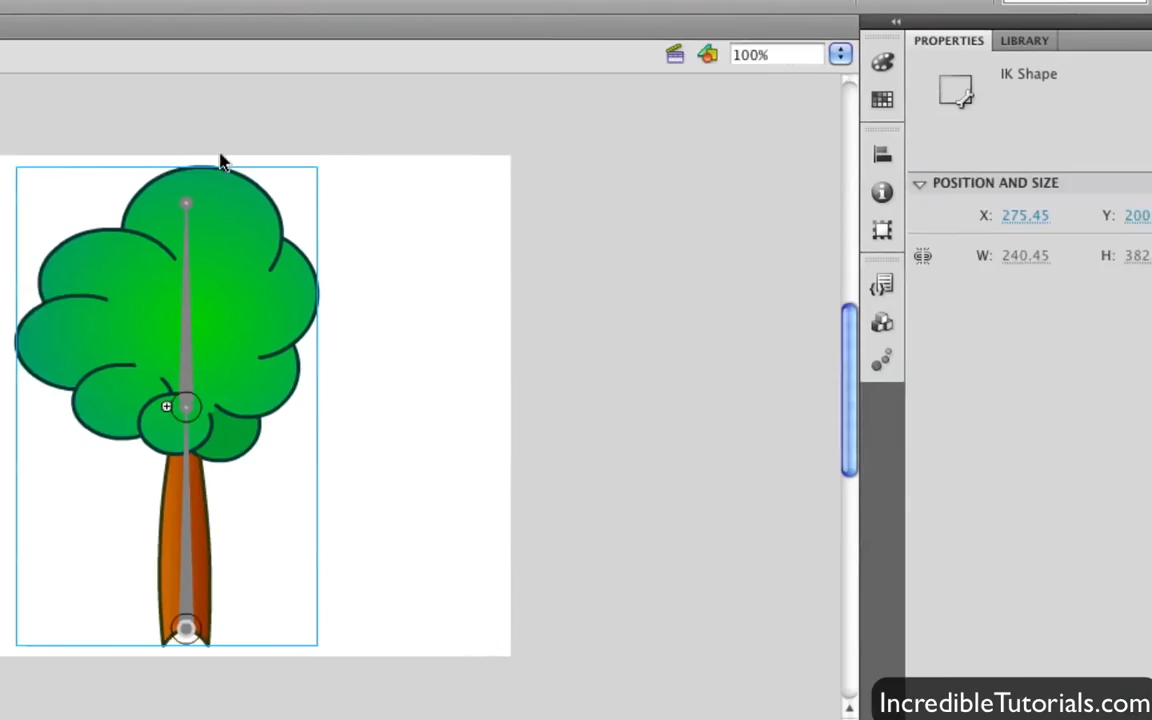 100%
PROPERTIES LIBRARY
IK Shape
POSITION AND SIZE
X: 275.45 Y: 200
W: 240.45 H: 382
IncredibleTutorials.com